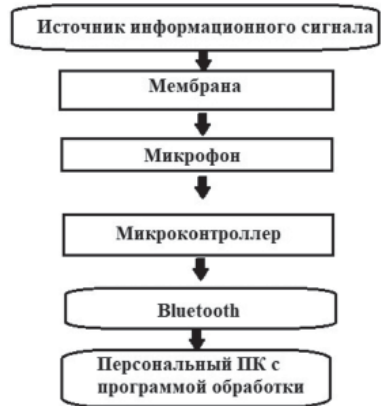 Источник информационного сигнала
Мембрана
Микрофон
Микроконтроллер
Bluetooth
Персональный ПК с
программой обработки